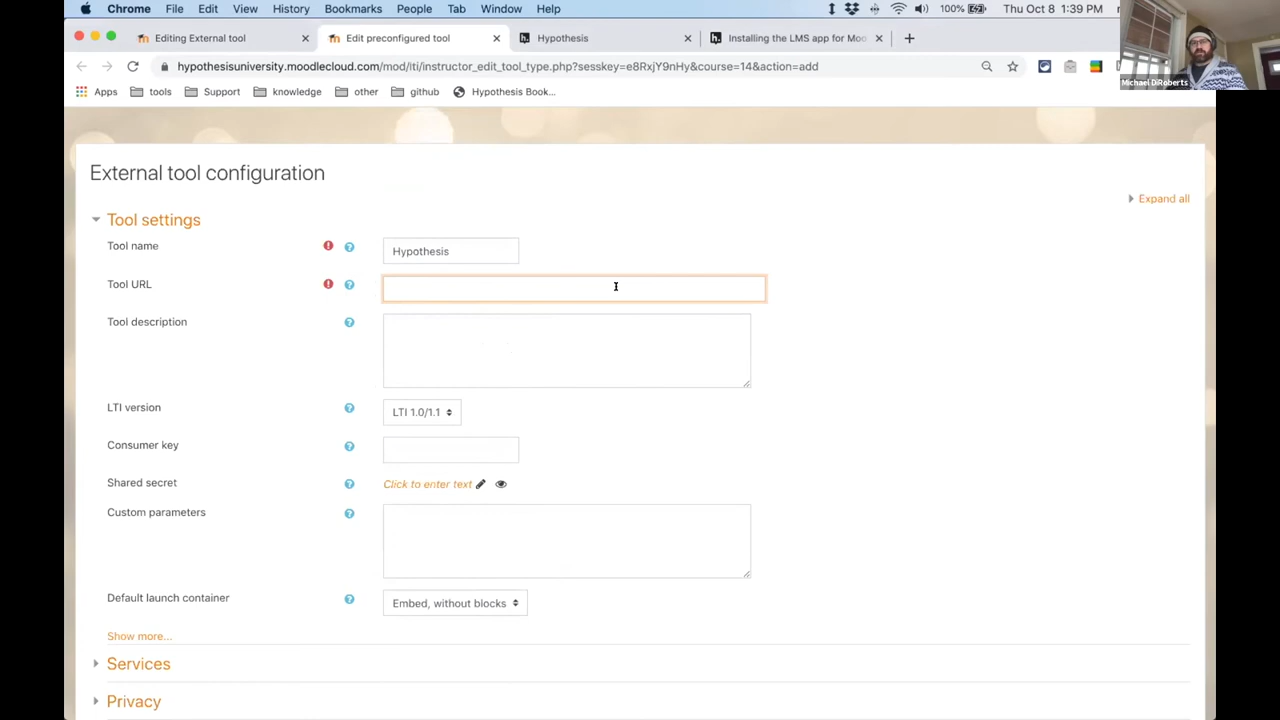 Chrome File Edit View History Bookmarks People Tab Window Help 100% Thu Oct 8 1:39 PM
Editing External tool Edit preconfigured tool Hypothesis Installing the LMS app for Moo
hypothesisuniversity.moodlecloud.com/mod/lti/instructor_edit_tool_type.php?sesskey=e8RxjY9nHy&course=14&action=add
Michael DiRoberts
Apps tools Support knowledge other github Hypothesis Book...
External tool configuration
Expand all
Tool settings
Tool name Hypothesis
Tool URL
Tool description
LTI version LTI 1.0/1.1
Consumer key
Shared secret Click to enter text
Custom parameters
Default launch container Embed, without blocks
Show more...
Services
Privacy